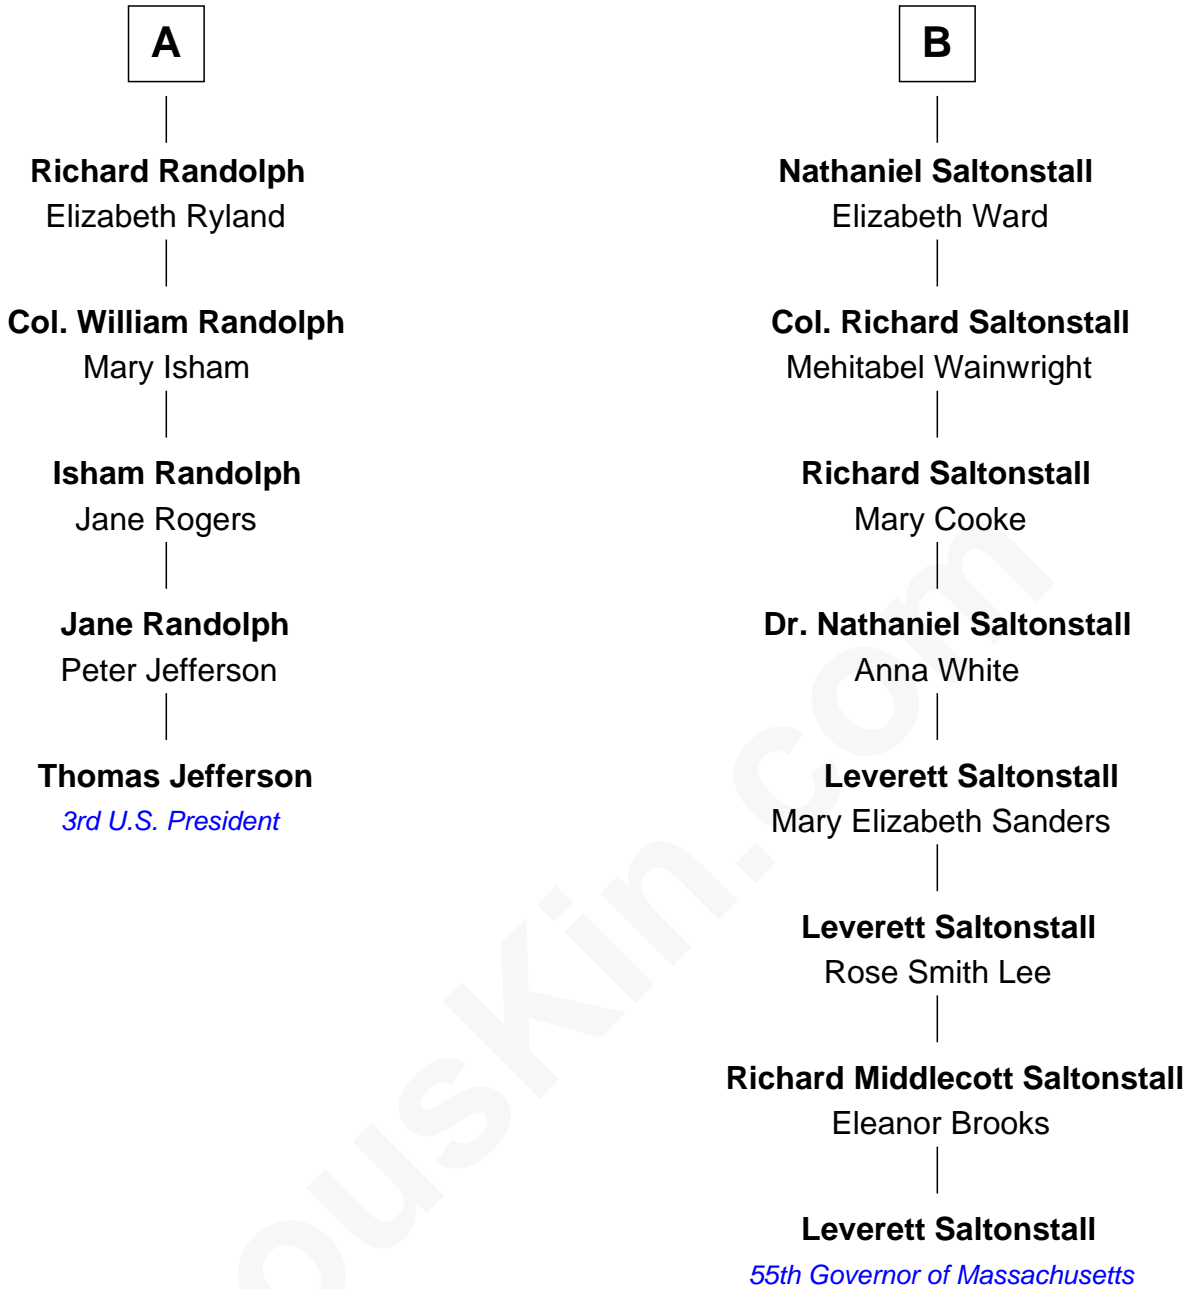 A
Richard Randolph
Elizabeth Ryland
Col. William Randolph
Mary Isham
Isham Randolph
Jane Rogers
Jane Randolph
Peter Jefferson
Thomas Jefferson
3rd U.S. President
B
Nathaniel Saltonstall
Elizabeth Ward
Col. Richard Saltonstall
Mehitabel Wainwright
Richard Saltonstall
Mary Cooke
Dr. Nathaniel Saltonstall
Anna White
Leverett Saltonstall
Mary Elizabeth Sanders
Leverett Saltonstall
Rose Smith Lee
Richard Middlecott Saltonstall
Eleanor Brooks
Leverett Saltonstall
55th Governor of Massachusetts
ousKin.com